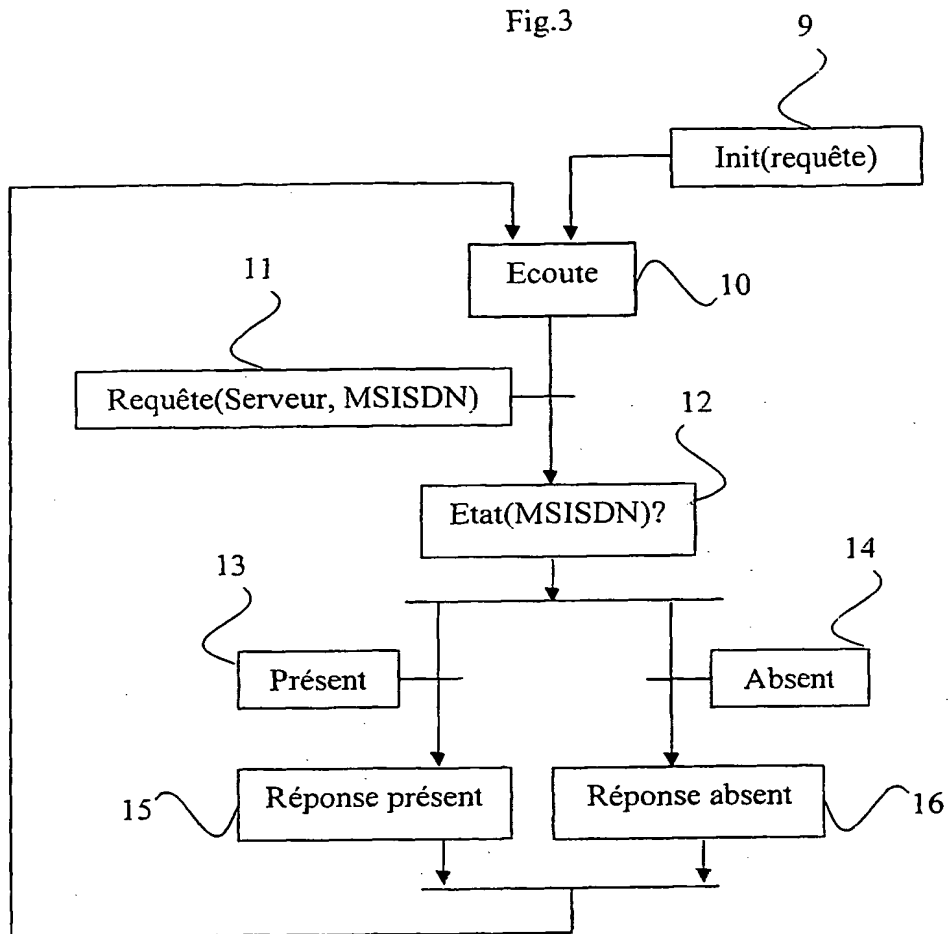 Fig.3
9
Init(requête)
Ecoute
10
11
Requête(Serveur, MSISDN)
12
Etat(MSISDN)?
13
14
Présent
Absent
15
Réponse présent
Réponse absent
16